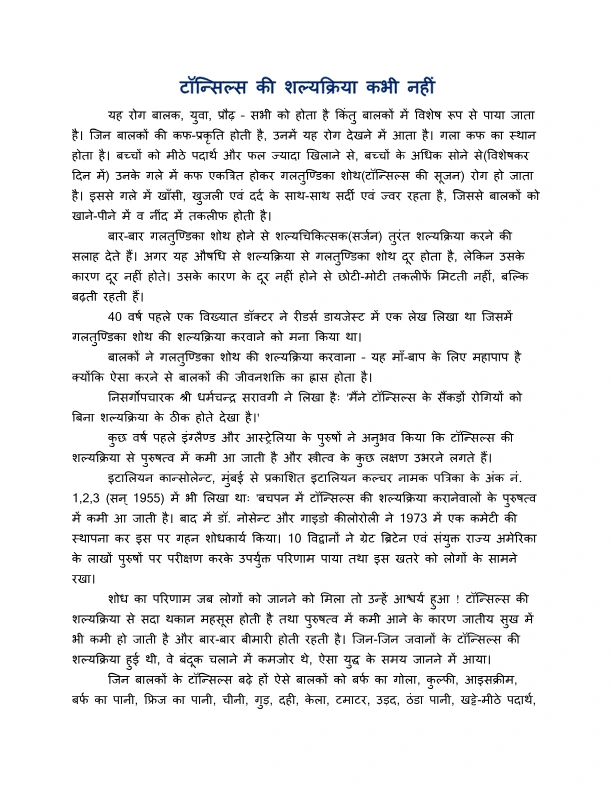 टॉन्सिल्स की शल्यक्रिया कभी नहीं
यह रोग बालक, युवा, प्रौढ़ - सभी को होता है किंतु बालकों में विशेष रूप से पाया जाता
है। जिन बालकों की कफ-प्रकृति होती है, उनमें यह रोग देखने में आता है। गला कफ का स्थान
होता है। बच्चों को मीठे पदार्थ और फल ज्यादा खिलाने से, बच्चों के अधिक सोने से(विशेषकर
दिन में) उनके गले में कफ एकत्रित होकर गलतुण्डिका शोथ(टॉन्सिल्स की सूजन) रोग हो जाता
है। इससे गले में खाँसी, खुजली एवं दर्द के साथ-साथ सर्दी एवं ज्वर रहता है, जिससे बालकों को
खाने-पीने में व नींद में तकलीफ होती है।
बार-बार गलतुण्डिका शोथ होने से शल्यचिकित्सक(सर्जन) तुरंत शल्यक्रिया करने की
सलाह देते हैं। अगर यह औषधि से शल्यक्रिया से गलतुण्डिका शोथ दूर होता है, लेकिन उसके
कारण दूर नहीं होते। उसके कारण के दूर नहीं होने से छोटी-मोटी तकलीफें मिटती नहीं, बल्कि
बढ़ती रहती हैं।
40 वर्ष पहले एक विख्यात डॉक्टर ने रीडर्स डायजेस्ट में एक लेख लिखा था जिसमें
गलतुण्डिका शोथ की शल्यक्रिया करवाने को मना किया था।
बालकों ने गलतुण्डिका शोथ की शल्यक्रिया करवाना - यह माँ-बाप के लिए महापाप है
क्योंकि ऐसा करने से बालकों की जीवनशक्ति का ह्रास होता है।
निसर्गोपचारक श्री धर्मचन्द्र सरावगी ने लिखा हैः 'मैंने टॉन्सिल्स के सैंकड़ों रोगियों को
बिना शल्यक्रिया के ठीक होते देखा है।'
कुछ वर्ष पहले इंग्लैण्ड और आस्ट्रेलिया के पुरुषों ने अनुभव किया कि टॉन्सिल्स की
शल्यक्रिया से पुरुषत्व में कमी आ जाती है और स्त्रीत्व के कुछ लक्षण उभरने लगते हैं।
इटालियन कान्सोलेन्ट, मुंबई से प्रकाशित इटालियन कल्चर नामक पत्रिका के अंक नं.
1,2,3 (सन् 1955) में भी लिखा थाः 'बचपन में टॉन्सिल्स की शल्यक्रिया करानेवालों के पुरुषत्व
में कमी आ जाती है। बाद में डॉ. नोसेन्ट और गाइडो कीलोरोली ने 1973 में एक कमेटी की
स्थापना कर इस पर गहन शोधकार्य किया। 10 विद्वानों ने ग्रेट ब्रिटेन एवं संयुक्त राज्य अमेरिका
के लाखों पुरुषों पर परीक्षण करके उपर्युक्त परिणाम पाया तथा इस खतरे को लोगों के सामने
रखा।
शोध का परिणाम जब लोगों को जानने को मिला तो उन्हें आश्चर्य हुआ ! टॉन्सिल्स की
शल्यक्रिया से सदा थकान महसूस होती है तथा पुरुषत्व में कमी आने के कारण जातीय सुख में
भी कमी हो जाती है और बार-बार बीमारी होती रहती है। जिन-जिन जवानों के टॉन्सिल्स की
शल्यक्रिया हुई थी, वे बंदूक चलाने में कमजोर थे, ऐसा युद्ध के समय जानने में आया।
जिन बालकों के टॉन्सिल्स बढ़े हों ऐसे बालकों को बर्फ का गोला, कुल्फी, आइसक्रीम,
बर्फ का पानी, फ्रिज का पानी, चीनी, गुड़, दही, केला, टमाटर, उड़द, ठंडा पानी, खट्टे-मीठे पदार्थ,